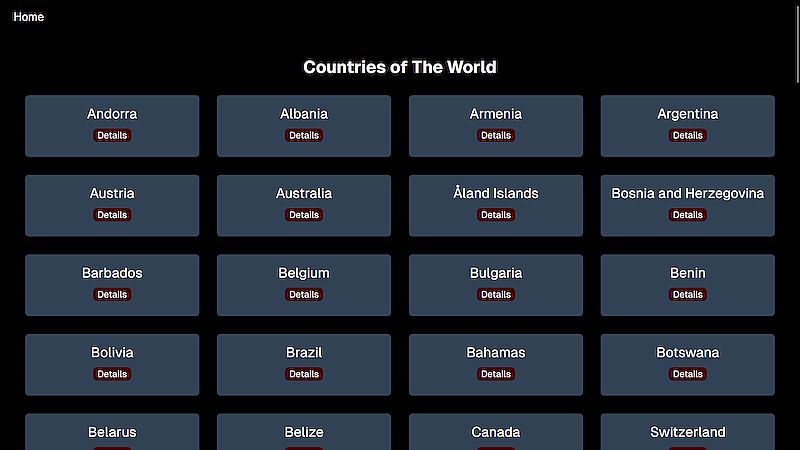 Home
Countries of The World
Andorra Albania Armenia Argentina
Details Details Details Details
Austria Australia Åland Islands Bosnia and Herzegovina
Details Details Details Details
Barbados Belgium Bulgaria Benin
Details Details Details Details
Bolivia Brazil Bahamas Botswana
Details Details Details Details
Belarus Belize Canada Switzerland